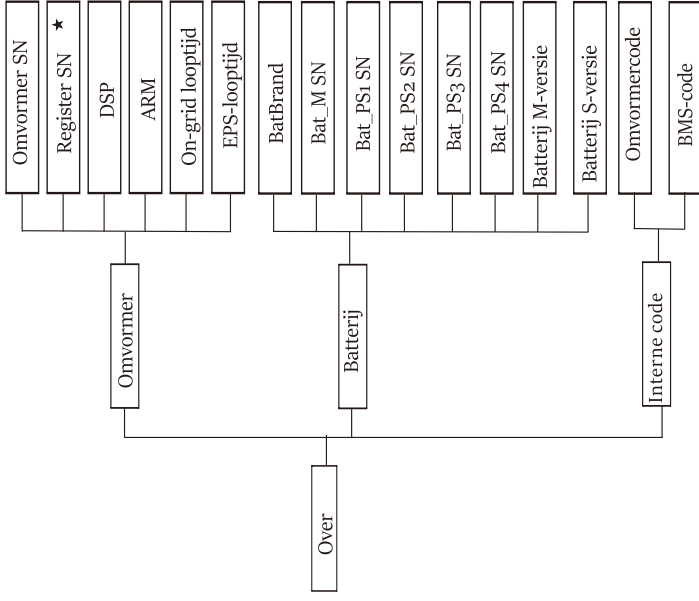 Over
Omvormer
Omvormer SN
Register SN ★
DSP
ARM
On-grid looptijd
EPS-looptijd
Batterij
BatBrand
Bat_M SN
Bat_PS1 SN
Bat_PS2 SN
Bat_PS3 SN
Bat_PS4 SN
Batterij M-versie
Batterij S-versie
Interne code
Omvormercode
BMS-code